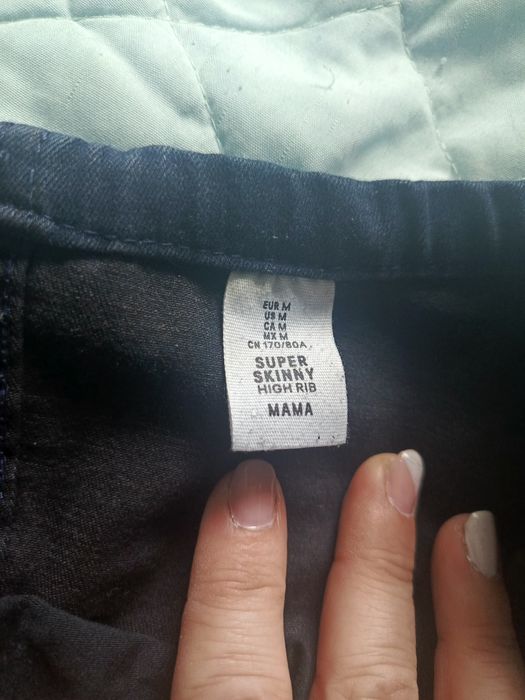 EUR M
US M
CA M
MX M
CN 170/80A.
SUPER
SKINNY
HIGH RIB
MAMA